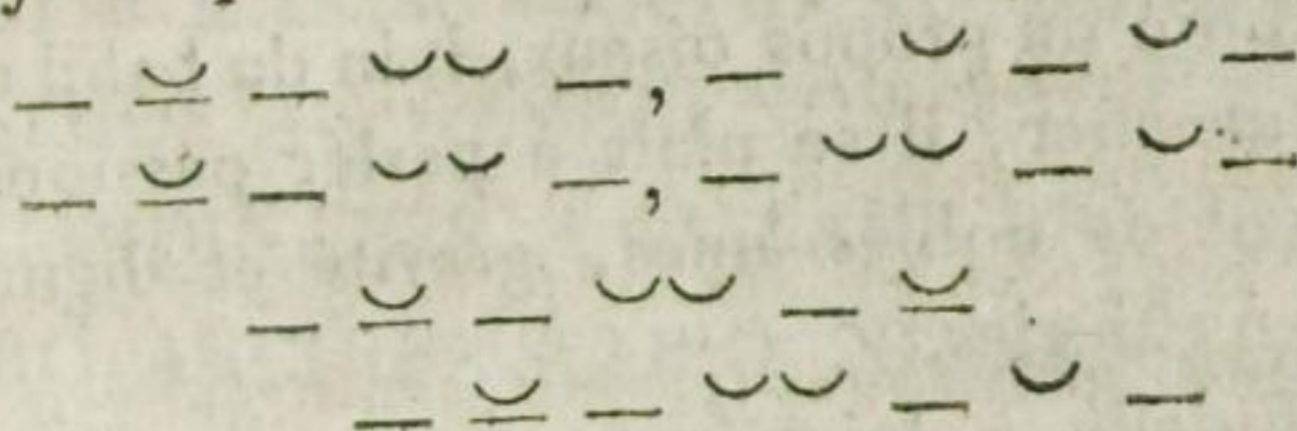 — ⏓ — ⏑⏑ —, — ⏑ — ⏑ —
— ⏓ — ⏑⏑ —, — ⏑⏑ — ⏑ —
— ⏓ — ⏑⏑ — ⏓
— ⏓ — ⏑⏑ — ⏑ —